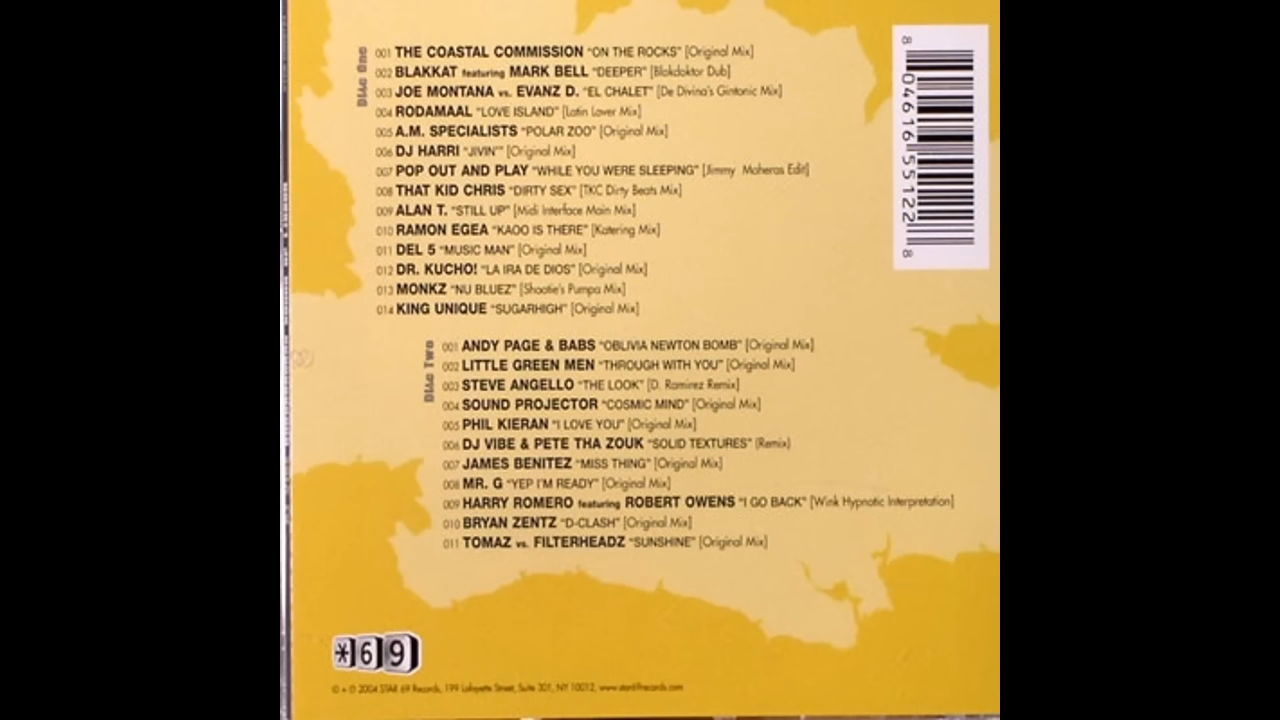 Disc One
001 THE COASTAL COMMISSION "ON THE ROCKS" [Original Mix]
002 BLAKKAT featuring MARK BELL "DEEPER" [Blakdoktor Dub]
003 JOE MONTANA vs. EVANZ D. "EL CHALET" [De Divina's Gintonic Mix]
004 RODAMAAL "LOVE ISLAND" [Latin Lover Mix]
005 A.M. SPECIALISTS "POLAR ZOO" [Original Mix]
006 DJ HARRI "JIVIN'" [Original Mix]
007 POP OUT AND PLAY "WHILE YOU WERE SLEEPING" [Jimmy Maheras Edit]
008 THAT KID CHRIS "DIRTY SEX" [TKC Dirty Beats Mix]
009 ALAN T. "STILL UP" [Midi Interface Main Mix]
010 RAMON EGEA "KAOO IS THERE" [Katering Mix]
011 DEL 5 "MUSIC MAN" [Original Mix]
012 DR. KUCHO! "LA IRA DE DIOS" [Original Mix]
013 MONKZ "NU BLUEZ" [Shootie's Pumpa Mix]
014 KING UNIQUE "SUGARHIGH" [Original Mix]
Disc Two
001 ANDY PAGE & BABS "OBLIVIA NEWTON BOMB" [Original Mix]
002 LITTLE GREEN MEN "THROUGH WITH YOU" [Original Mix]
003 STEVE ANGELLO "THE LOOK" [D. Ramirez Remix]
004 SOUND PROJECTOR "COSMIC MIND" [Original Mix]
005 PHIL KIERAN "I LOVE YOU" [Original Mix]
006 DJ VIBE & PETE THA ZOUK "SOLID TEXTURES" (Remix)
007 JAMES BENITEZ "MISS THING" [Original Mix]
008 MR. G "YEP I'M READY" [Original Mix]
009 HARRY ROMERO featuring ROBERT OWENS "I GO BACK" [Wink Hypnotic Interpretation]
010 BRYAN ZENTZ "D-CLASH" [Original Mix]
011 TOMAZ vs. FILTERHEADZ "SUNSHINE" [Original Mix]
8 04616 55122 8
*69
℗ + © 2004 STAR 69 Records, 199 Lafayette Street, Suite 301, NY 10012, www.star69records.com